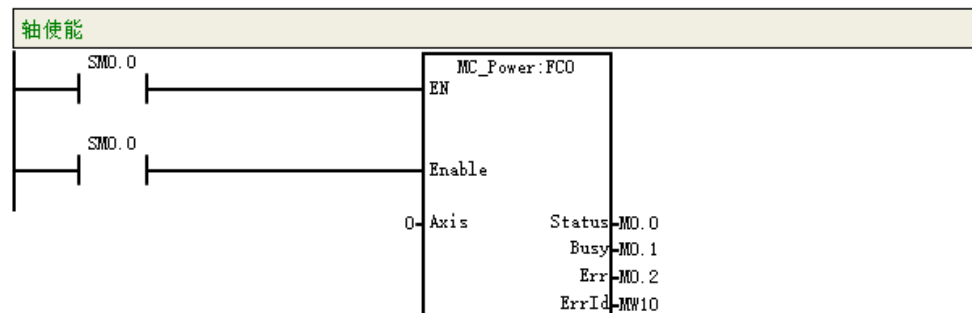 轴使能
SM0.0
MC_Power:FC0
EN
SM0.0
Enable
0
Axis
Status
M0.0
Busy
M0.1
Err
M0.2
ErrId
MW10